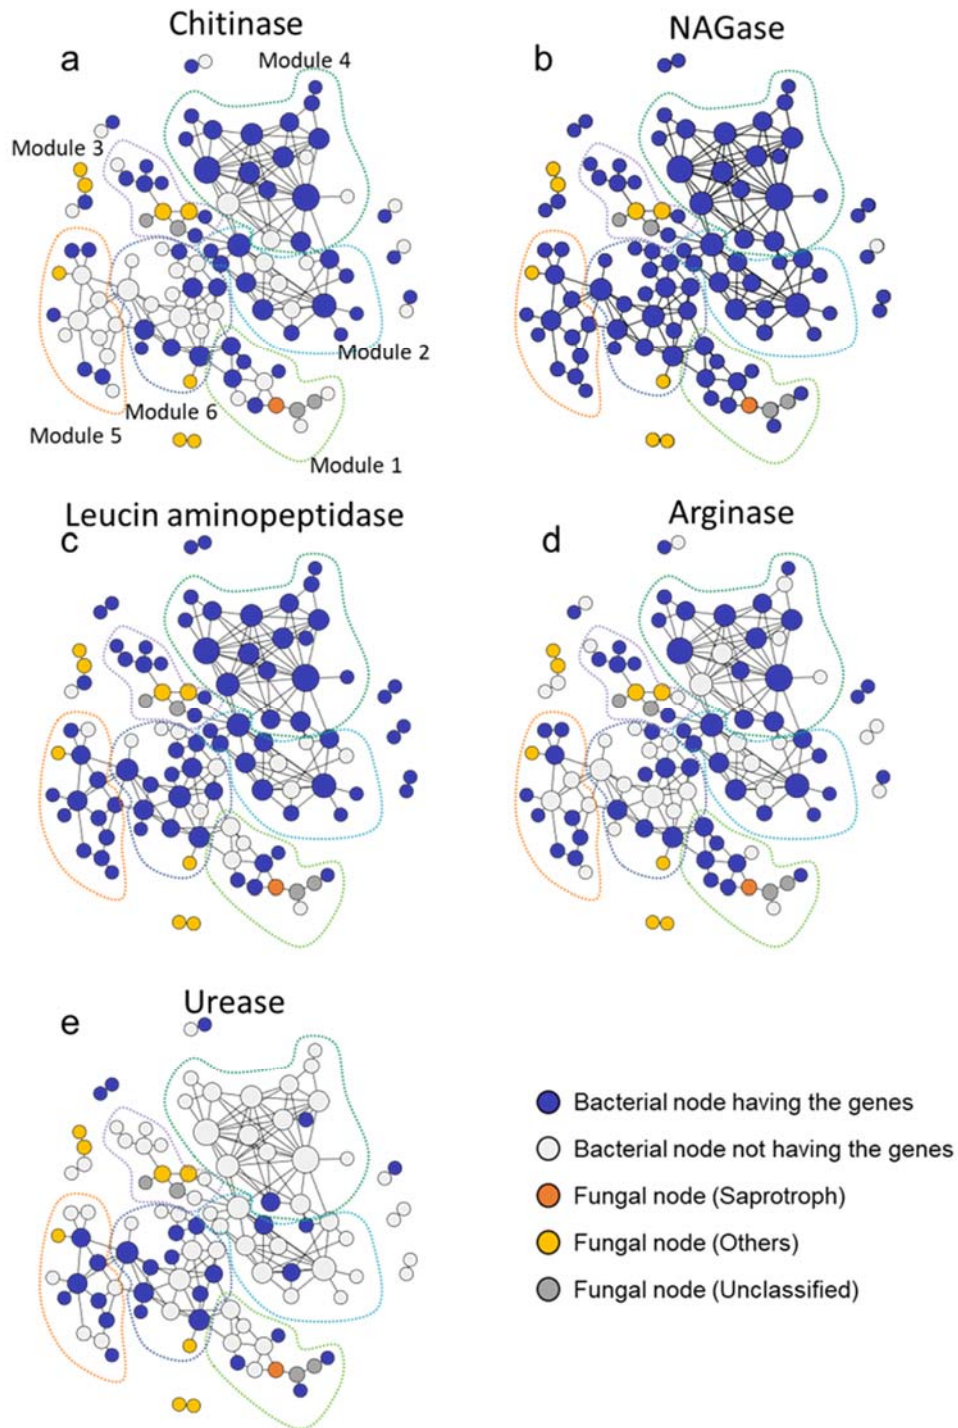 Chitinase
NAGase
a
b
Module 4
Module 3
Module 2
Module 6
Module 5
Module 1
Leucin aminopeptidase
Arginase
c
d
Urease
e
Bacterial node having the genes
Bacterial node not having the genes
Fungal node (Saprotroph)
Fungal node (Others)
Fungal node (Unclassified)